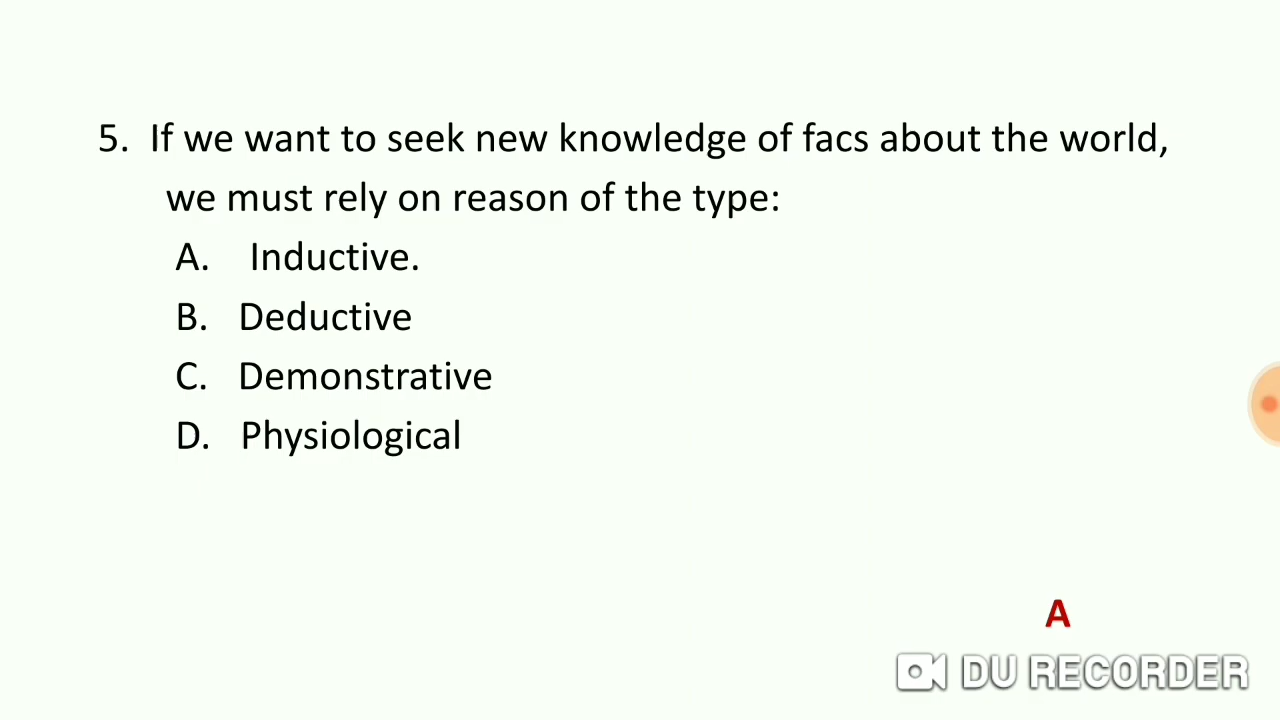 5. If we want to seek new knowledge of facs about the world,
we must rely on reason of the type:
A. Inductive.
B. Deductive
C. Demonstrative
D. Physiological
A
DU RECORDER